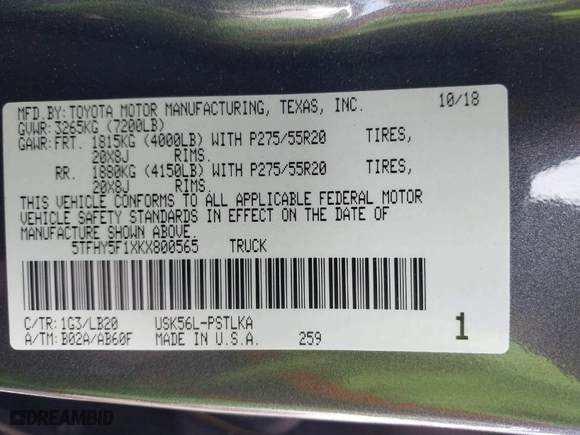 MFD.BY:TOYOTA MOTOR MANUFACTURING, TEXAS, INC. 10/18
GVWR:3265KG (7200LB)
GAWR:FRT. 1815KG (4000LB) WITH P275/55R20 TIRES,
20X8J RIMS.
RR. 1880KG (4150LB) WITH P275/55R20 TIRES,
20X8J RIMS.
THIS VEHICLE CONFORMS TO ALL APPLICABLE FEDERAL MOTOR
VEHICLE SAFETY STANDARDS IN EFFECT ON THE DATE OF
MANUFACTURE SHOWN ABOVE.
5TFHY5F1XKX800565 TRUCK
C/TR:1G3/LB20 USK56L-PSTLKA
A/TM:B02A/AB60F MADE IN U.S.A. 259 1
DREAMBID